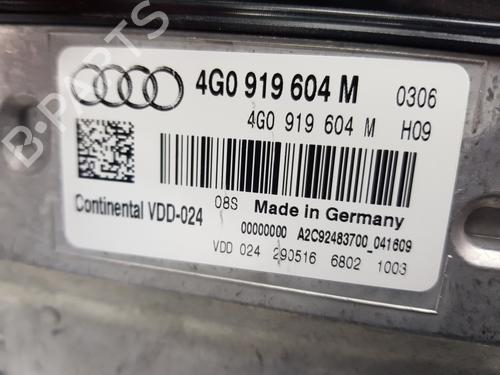 B-PARTS
4G0 919 604 M 0306
4G0 919 604 M H09
Continental VDD-024 08S Made in Germany
00000000 A2C92483700_041609
VDD 024 290516 6802 1003